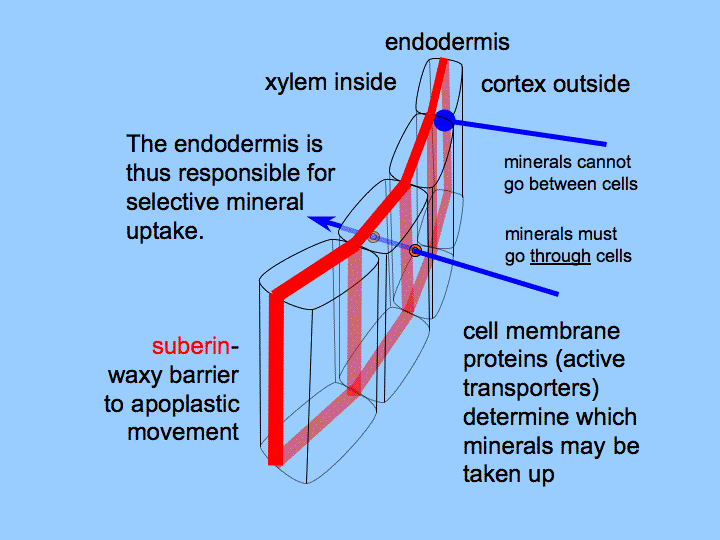 endodermis
xylem inside
cortex outside
The endodermis is
thus responsible for
selective mineral
uptake.
minerals cannot
go between cells
minerals must
go through cells
suberin-
waxy barrier
to apoplastic
movement
cell membrane
proteins (active
transporters)
determine which
minerals may be
taken up